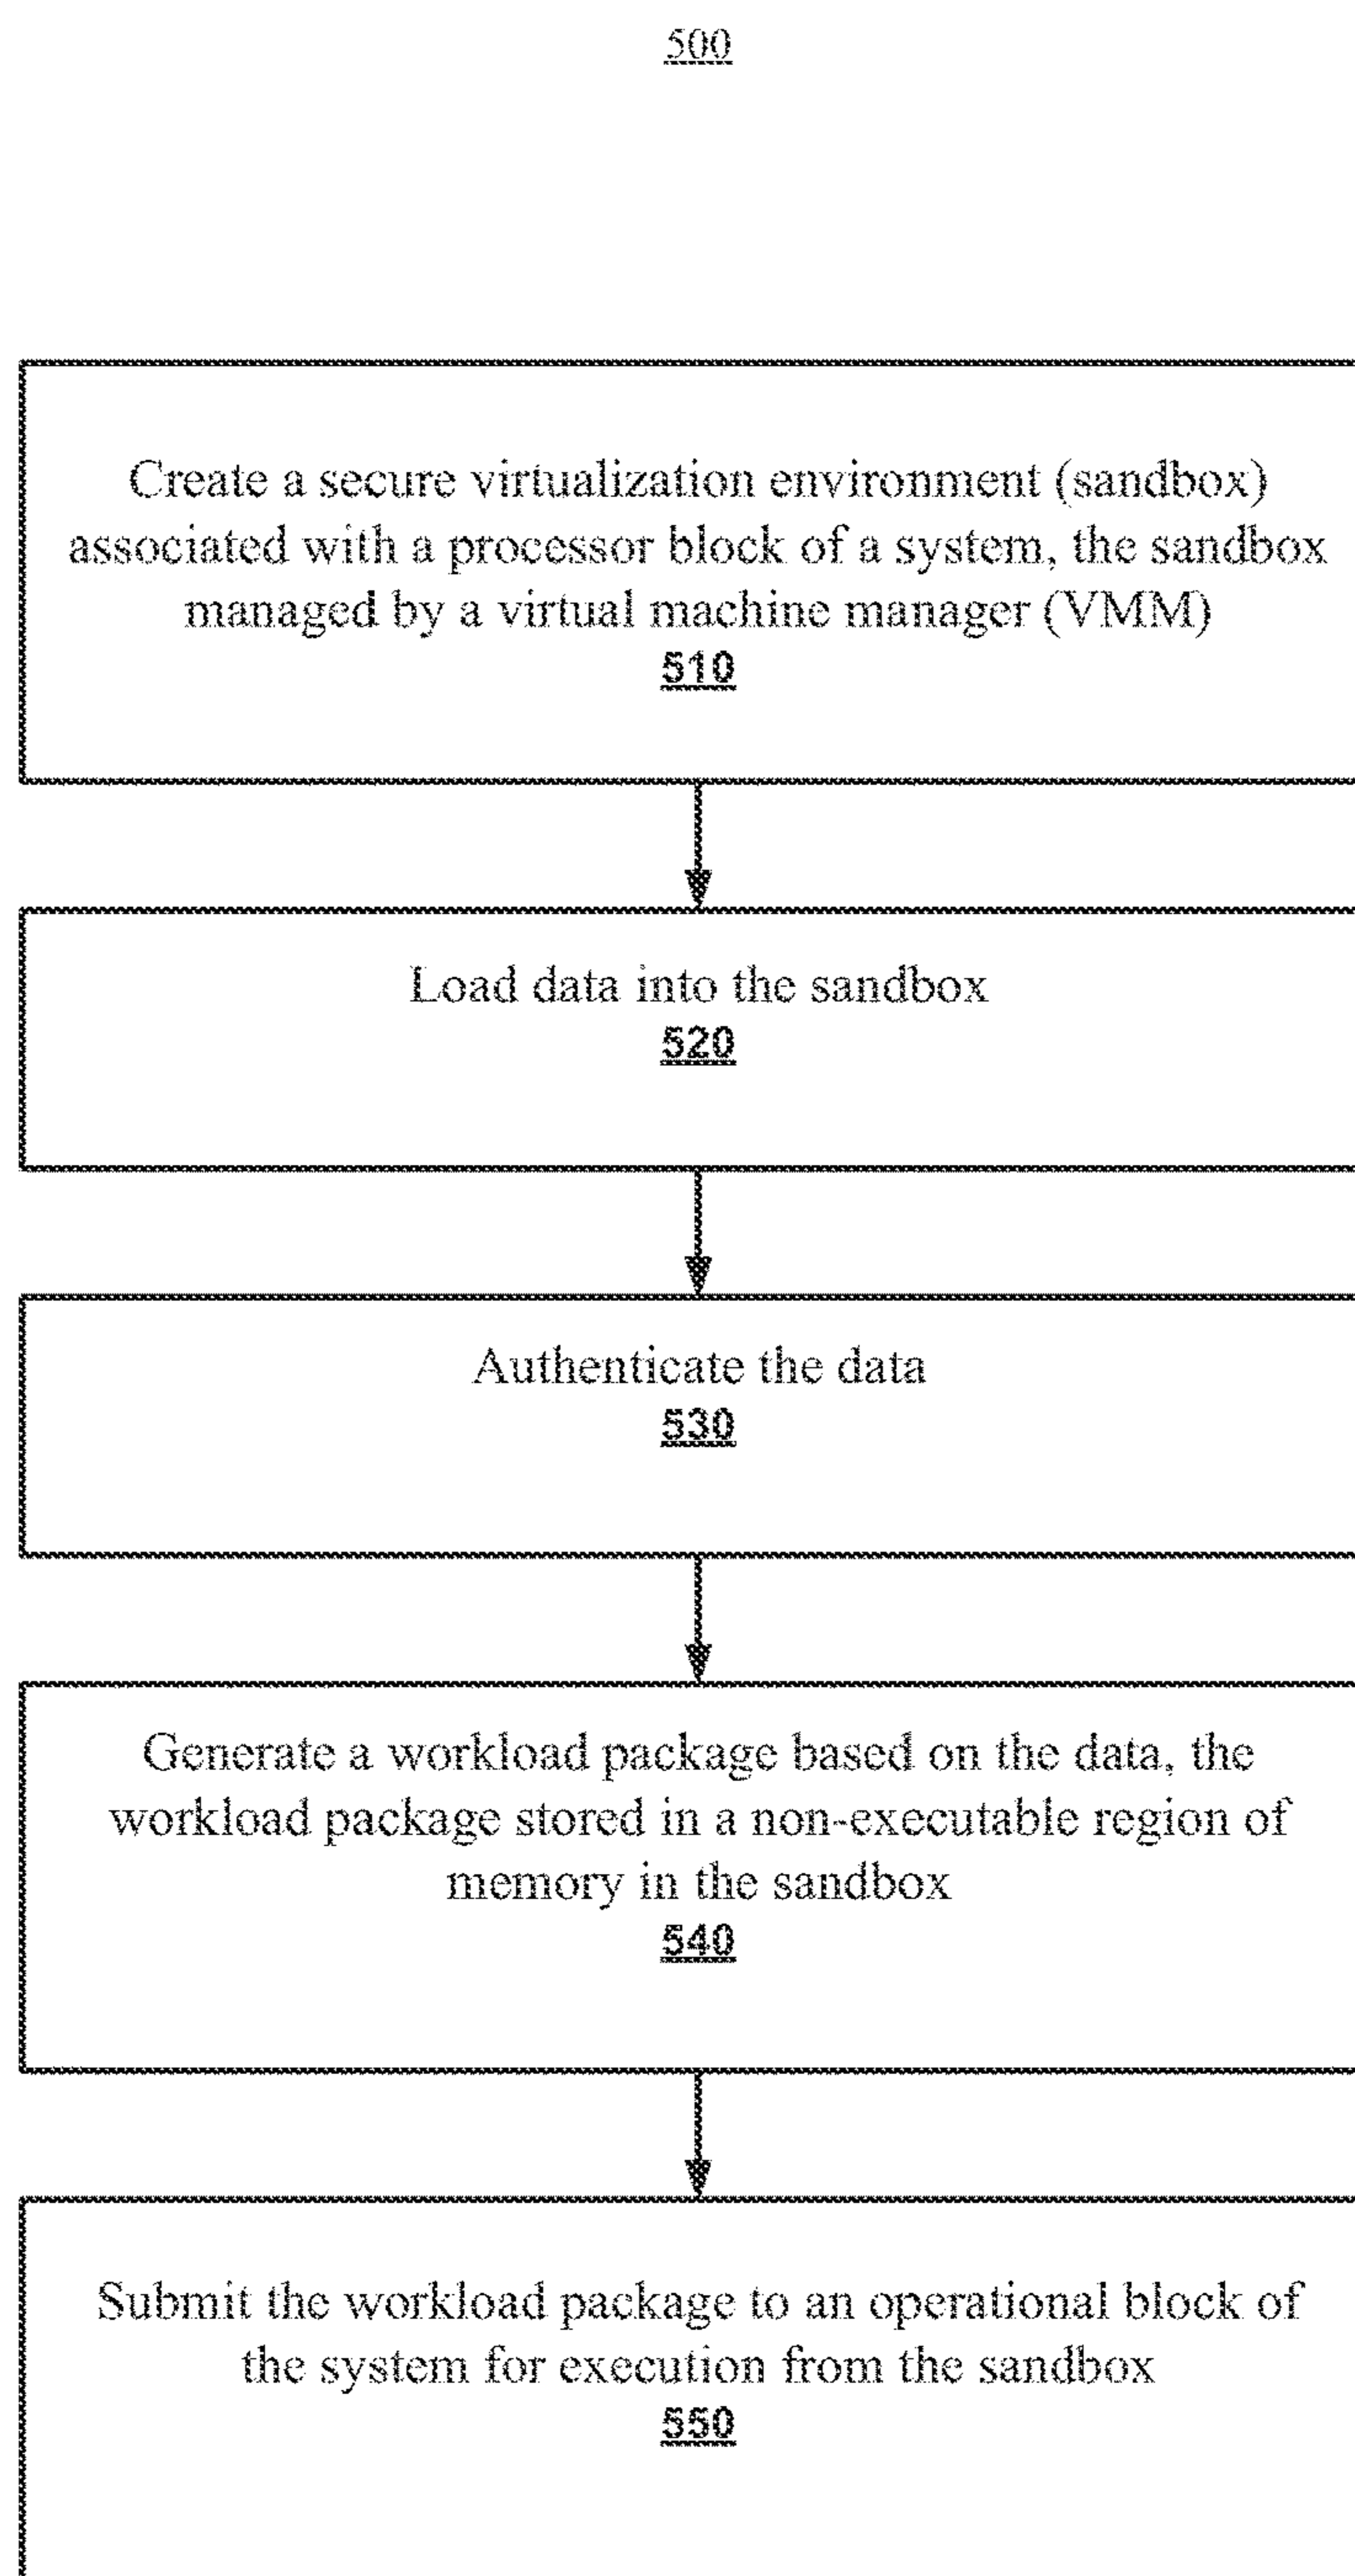 500
Create a secure virtualization environment (sandbox)
associated with a processor block of a system, the sandbox
managed by a virtual machine manager (VMM)
510
Load data into the sandbox
520
Authenticate the data
530
Generate a workload package based on the data, the
workload package stored in a non-executable region of
memory in the sandbox
540
Submit the workload package to an operational block of
the system for execution from the sandbox
550